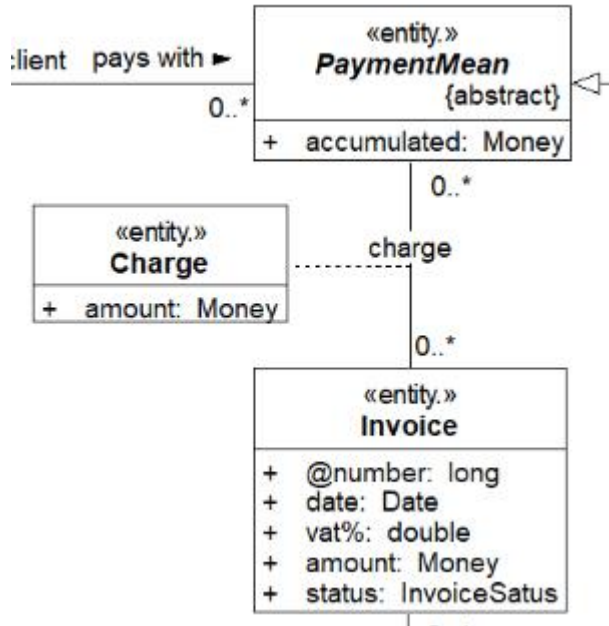 «entity.»
PaymentMean
{abstract}
+ accumulated: Money
client pays with ►
0..*
0..*
charge
«entity.»
Charge
+ amount: Money
0..*
«entity.»
Invoice
+ @number: long
+ date: Date
+ vat%: double
+ amount: Money
+ status: InvoiceSatus